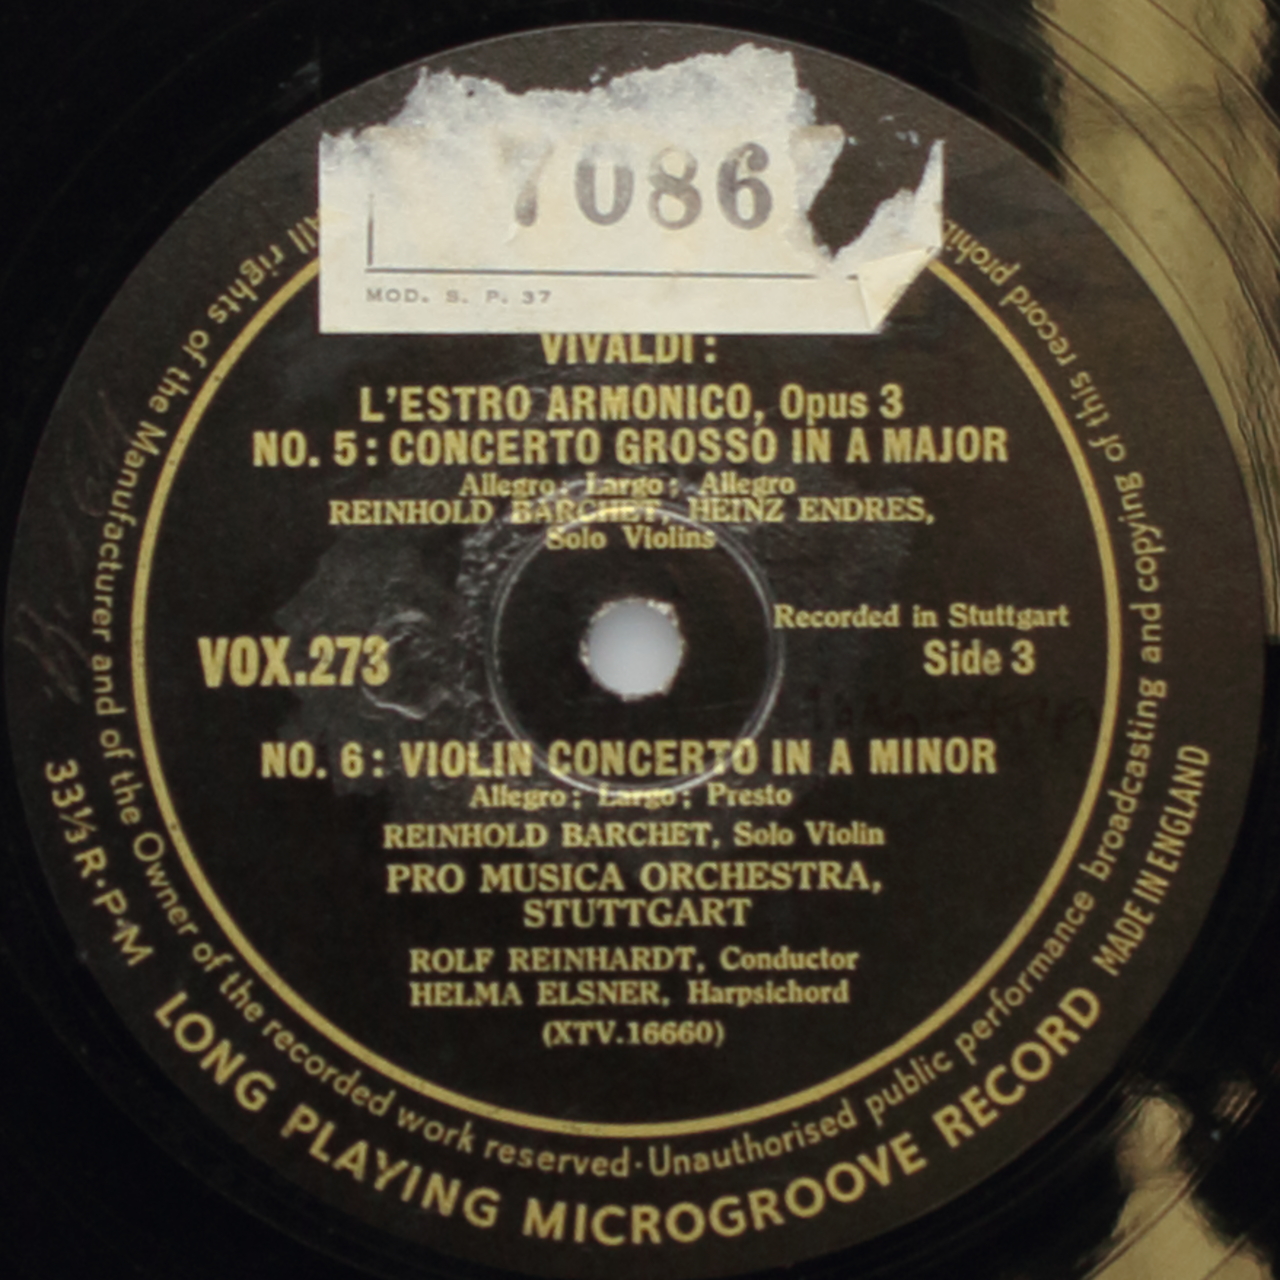 7086
MOD. S. P. 37
VIVALDI:
L'ESTRO ARMONICO, Opus 3
NO. 5: CONCERTO GROSSO IN A MAJOR
Allegro; Largo; Allegro
REINHOLD BARCHET, HEINZ ENDRES,
Solo Violins
Recorded in Stuttgart
VOX.273
Side 3
NO. 6: VIOLIN CONCERTO IN A MINOR
Allegro; Largo; Presto
REINHOLD BARCHET, Solo Violin
PRO MUSICA ORCHESTRA,
STUTTGART
ROLF REINHARDT, Conductor
HELMA ELSNER, Harpsichord
(XTV.16660)
All rights of the Manufacturer and of the Owner of the recorded work reserved · Unauthorised public performance broadcasting and copying of this record
33⅓ R·P·M LONG PLAYING MICROGROOVE RECORD MADE IN ENGLAND